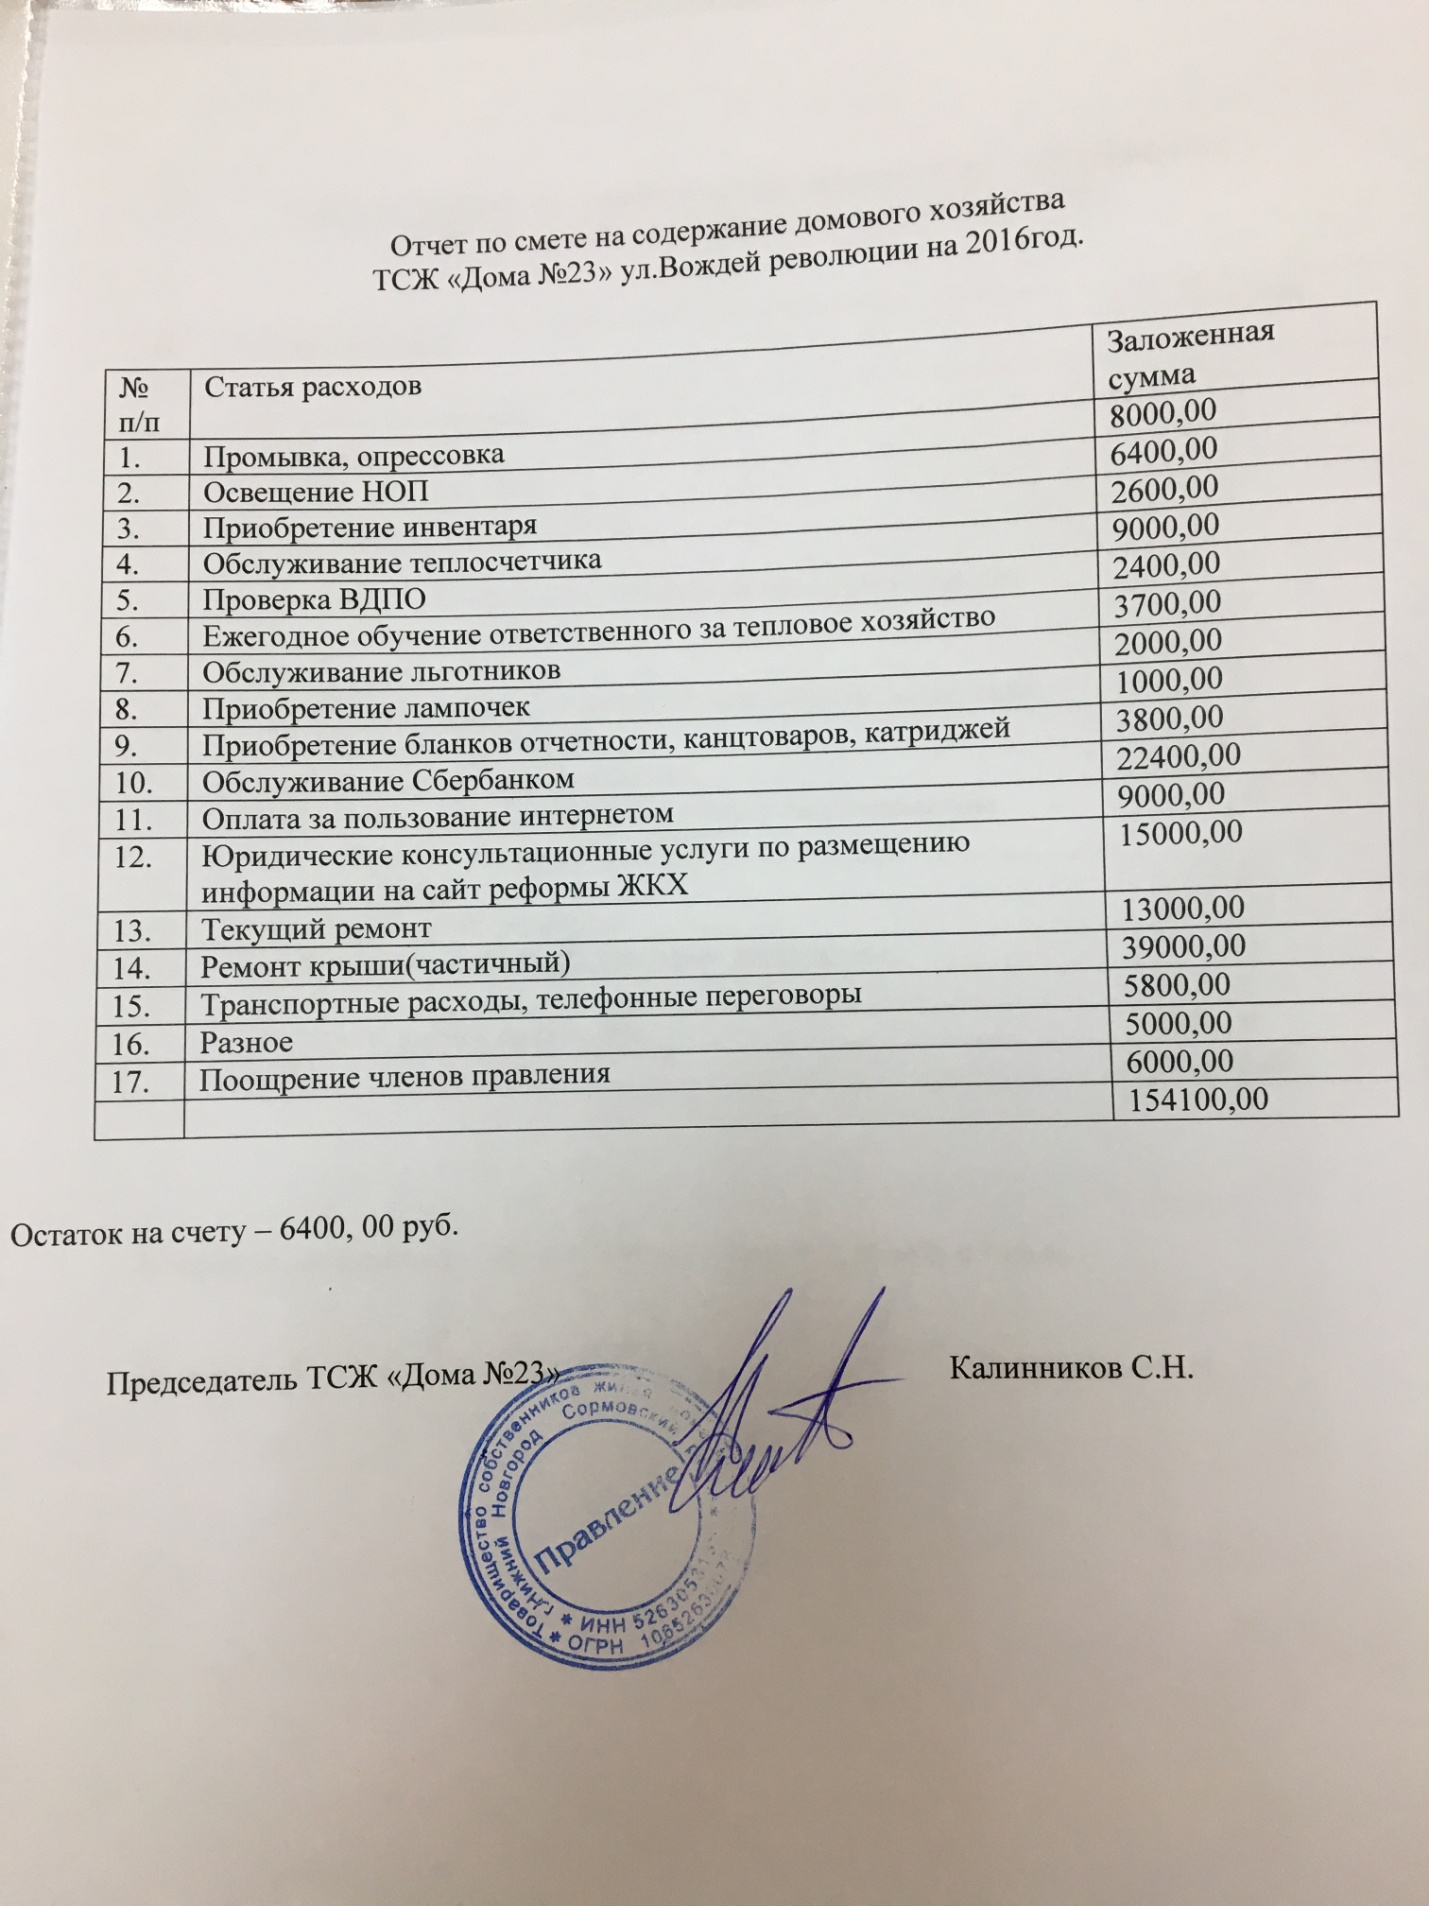 Отчет по смете на содержание домового хозяйства
ТСЖ «Дома №23» ул.Вождей революции на 2016год.
№ п/п Статья расходов Заложенная сумма
1. Промывка, опрессовка 8000,00
2. Освещение НОП 6400,00
3. Приобретение инвентаря 2600,00
4. Обслуживание теплосчетчика 9000,00
5. Проверка ВДПО 2400,00
6. Ежегодное обучение ответственного за тепловое хозяйство 3700,00
7. Обслуживание льготников 2000,00
8. Приобретение лампочек 1000,00
9. Приобретение бланков отчетности, канцтоваров, катриджей 3800,00
10. Обслуживание Сбербанком 22400,00
11. Оплата за пользование интернетом 9000,00
12. Юридические консультационные услуги по размещению 15000,00
информации на сайт реформы ЖКХ
13. Текущий ремонт 13000,00
14. Ремонт крыши(частичный) 39000,00
15. Транспортные расходы, телефонные переговоры 5800,00
16. Разное 5000,00
17. Поощрение членов правления 6000,00
154100,00
Остаток на счету – 6400, 00 руб.
Председатель ТСЖ «Дома №23» Калинников С.Н.
Товарищество собственников
г.Нижний Новгород Сормовский
Правление
ИНН
ОГРН